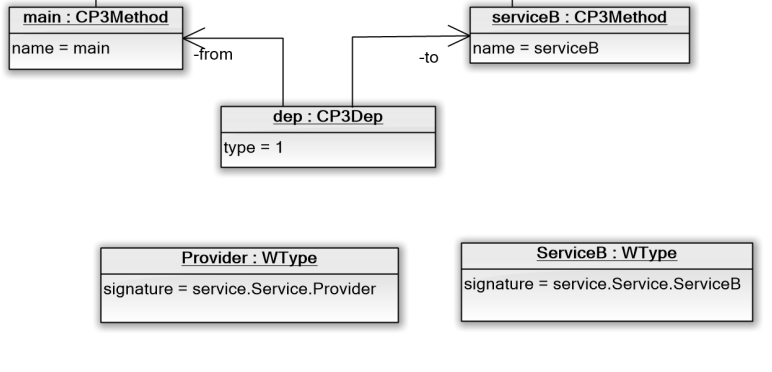 main : CP3Method
name = main
serviceB : CP3Method
name = serviceB
-from
-to
dep : CP3Dep
type = 1
Provider : WType
signature = service.Service.Provider
ServiceB : WType
signature = service.Service.ServiceB